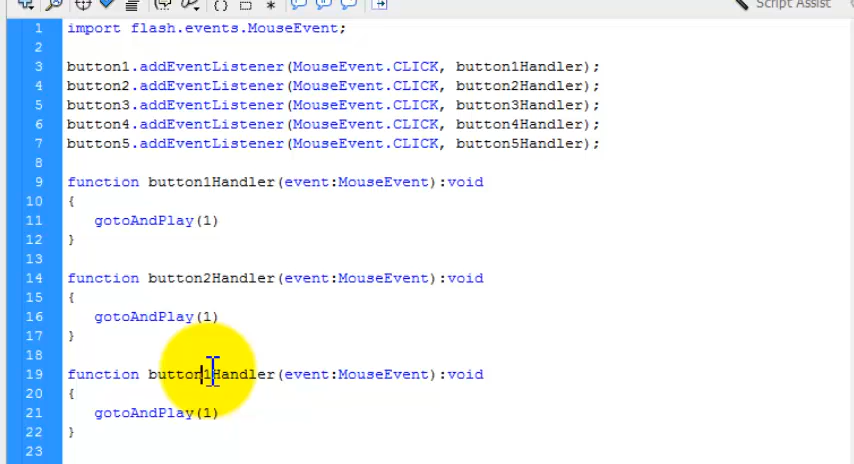 Script Assist
1 import flash.events.MouseEvent;
2
3 button1.addEventListener(MouseEvent.CLICK, button1Handler);
4 button2.addEventListener(MouseEvent.CLICK, button2Handler);
5 button3.addEventListener(MouseEvent.CLICK, button3Handler);
6 button4.addEventListener(MouseEvent.CLICK, button4Handler);
7 button5.addEventListener(MouseEvent.CLICK, button5Handler);
8
9 function button1Handler(event:MouseEvent):void
10 {
11 gotoAndPlay(1)
12 }
13
14 function button2Handler(event:MouseEvent):void
15 {
16 gotoAndPlay(1)
17 }
18
19 function button1Handler(event:MouseEvent):void
20 {
21 gotoAndPlay(1)
22 }
23